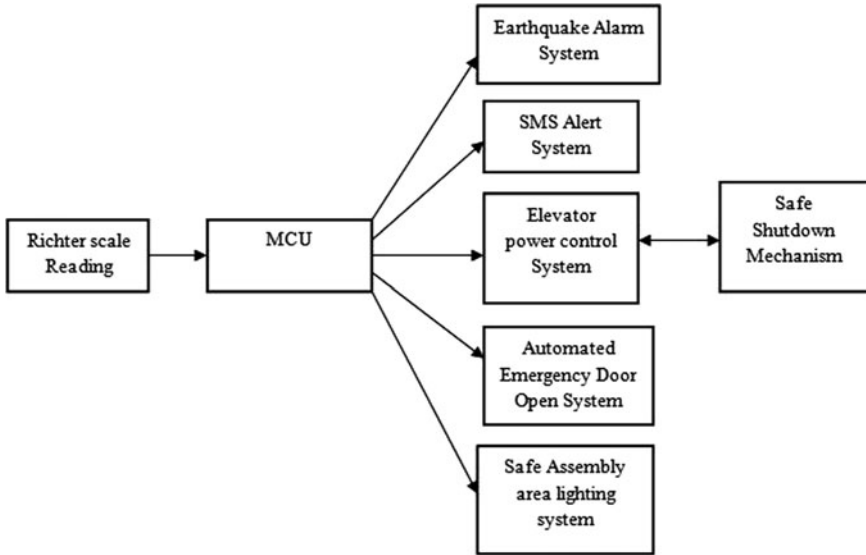 Earthquake Alarm
System
SMS Alert
System
Richter scale
Reading
MCU
Elevator
power control
System
Safe
Shutdown
Mechanism
Automated
Emergency Door
Open System
Safe Assembly
area lighting
system